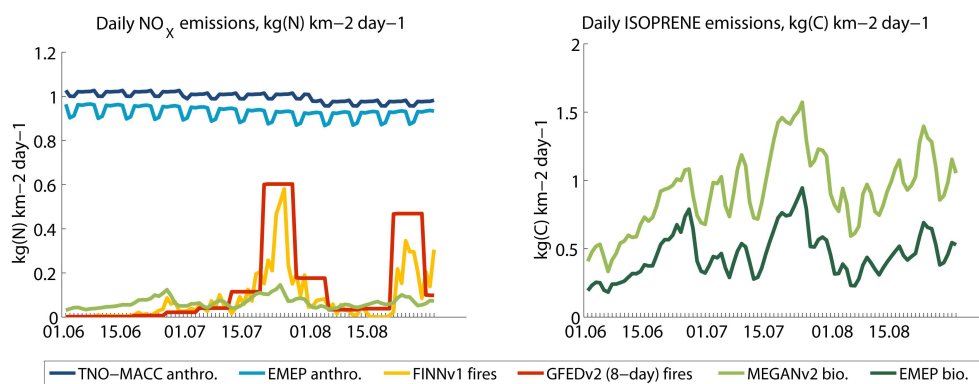 Daily NOX emissions, kg(N) km−2 day−1
kg(N) km−2 day−1
1.2
1
0.8
0.6
0.4
0.2
0
01.06 15.06 01.07 15.07 01.08 15.08
Daily ISOPRENE emissions, kg(C) km−2 day−1
kg(C) km−2 day−1
2
1.5
1
0.5
0
01.06 15.06 01.07 15.07 01.08 15.08
TNO−MACC anthro. EMEP anthro. FINNv1 fires GFEDv2 (8−day) fires MEGANv2 bio. EMEP bio.